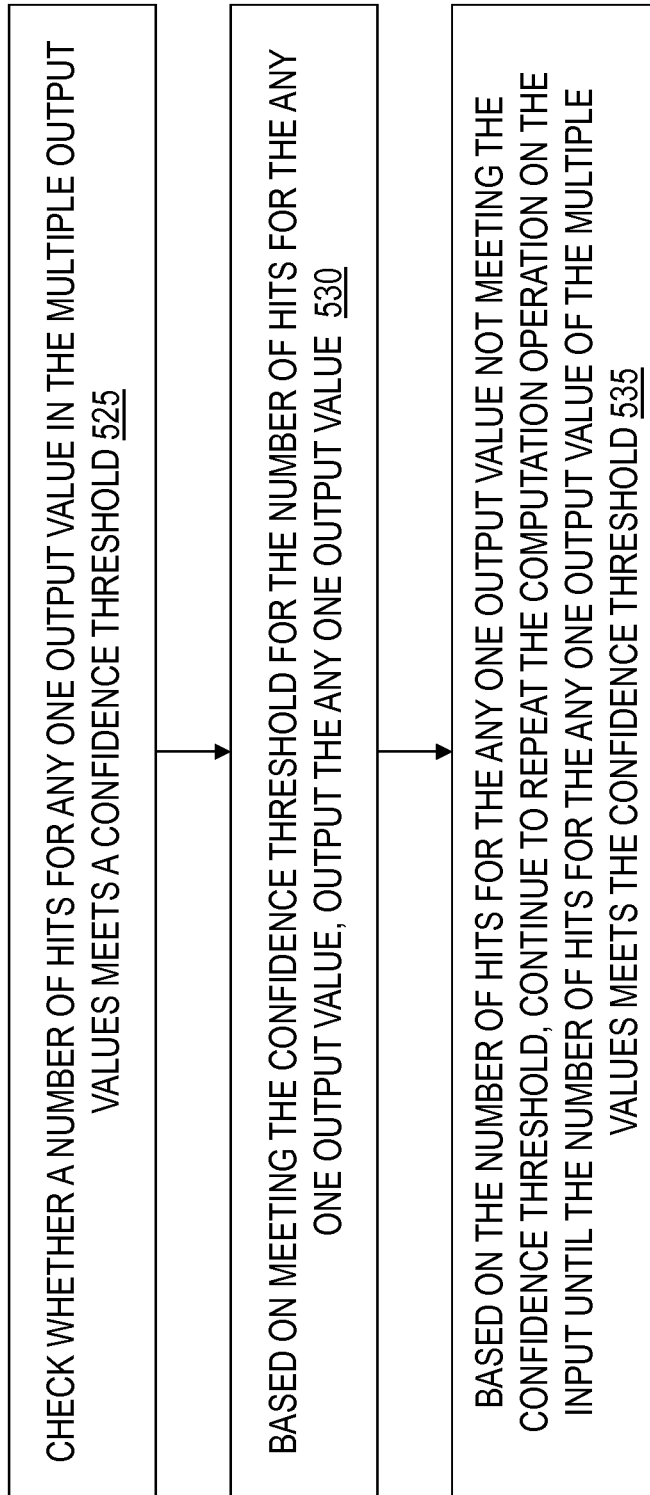 CHECK WHETHER A NUMBER OF HITS FOR ANY ONE OUTPUT VALUE IN THE MULTIPLE OUTPUT
VALUES MEETS A CONFIDENCE THRESHOLD 525
BASED ON MEETING THE CONFIDENCE THRESHOLD FOR THE NUMBER OF HITS FOR THE ANY
ONE OUTPUT VALUE, OUTPUT THE ANY ONE OUTPUT VALUE 530
BASED ON THE NUMBER OF HITS FOR THE ANY ONE OUTPUT VALUE NOT MEETING THE
CONFIDENCE THRESHOLD, CONTINUE TO REPEAT THE COMPUTATION OPERATION ON THE
INPUT UNTIL THE NUMBER OF HITS FOR THE ANY ONE OUTPUT VALUE OF THE MULTIPLE
VALUES MEETS THE CONFIDENCE THRESHOLD 535